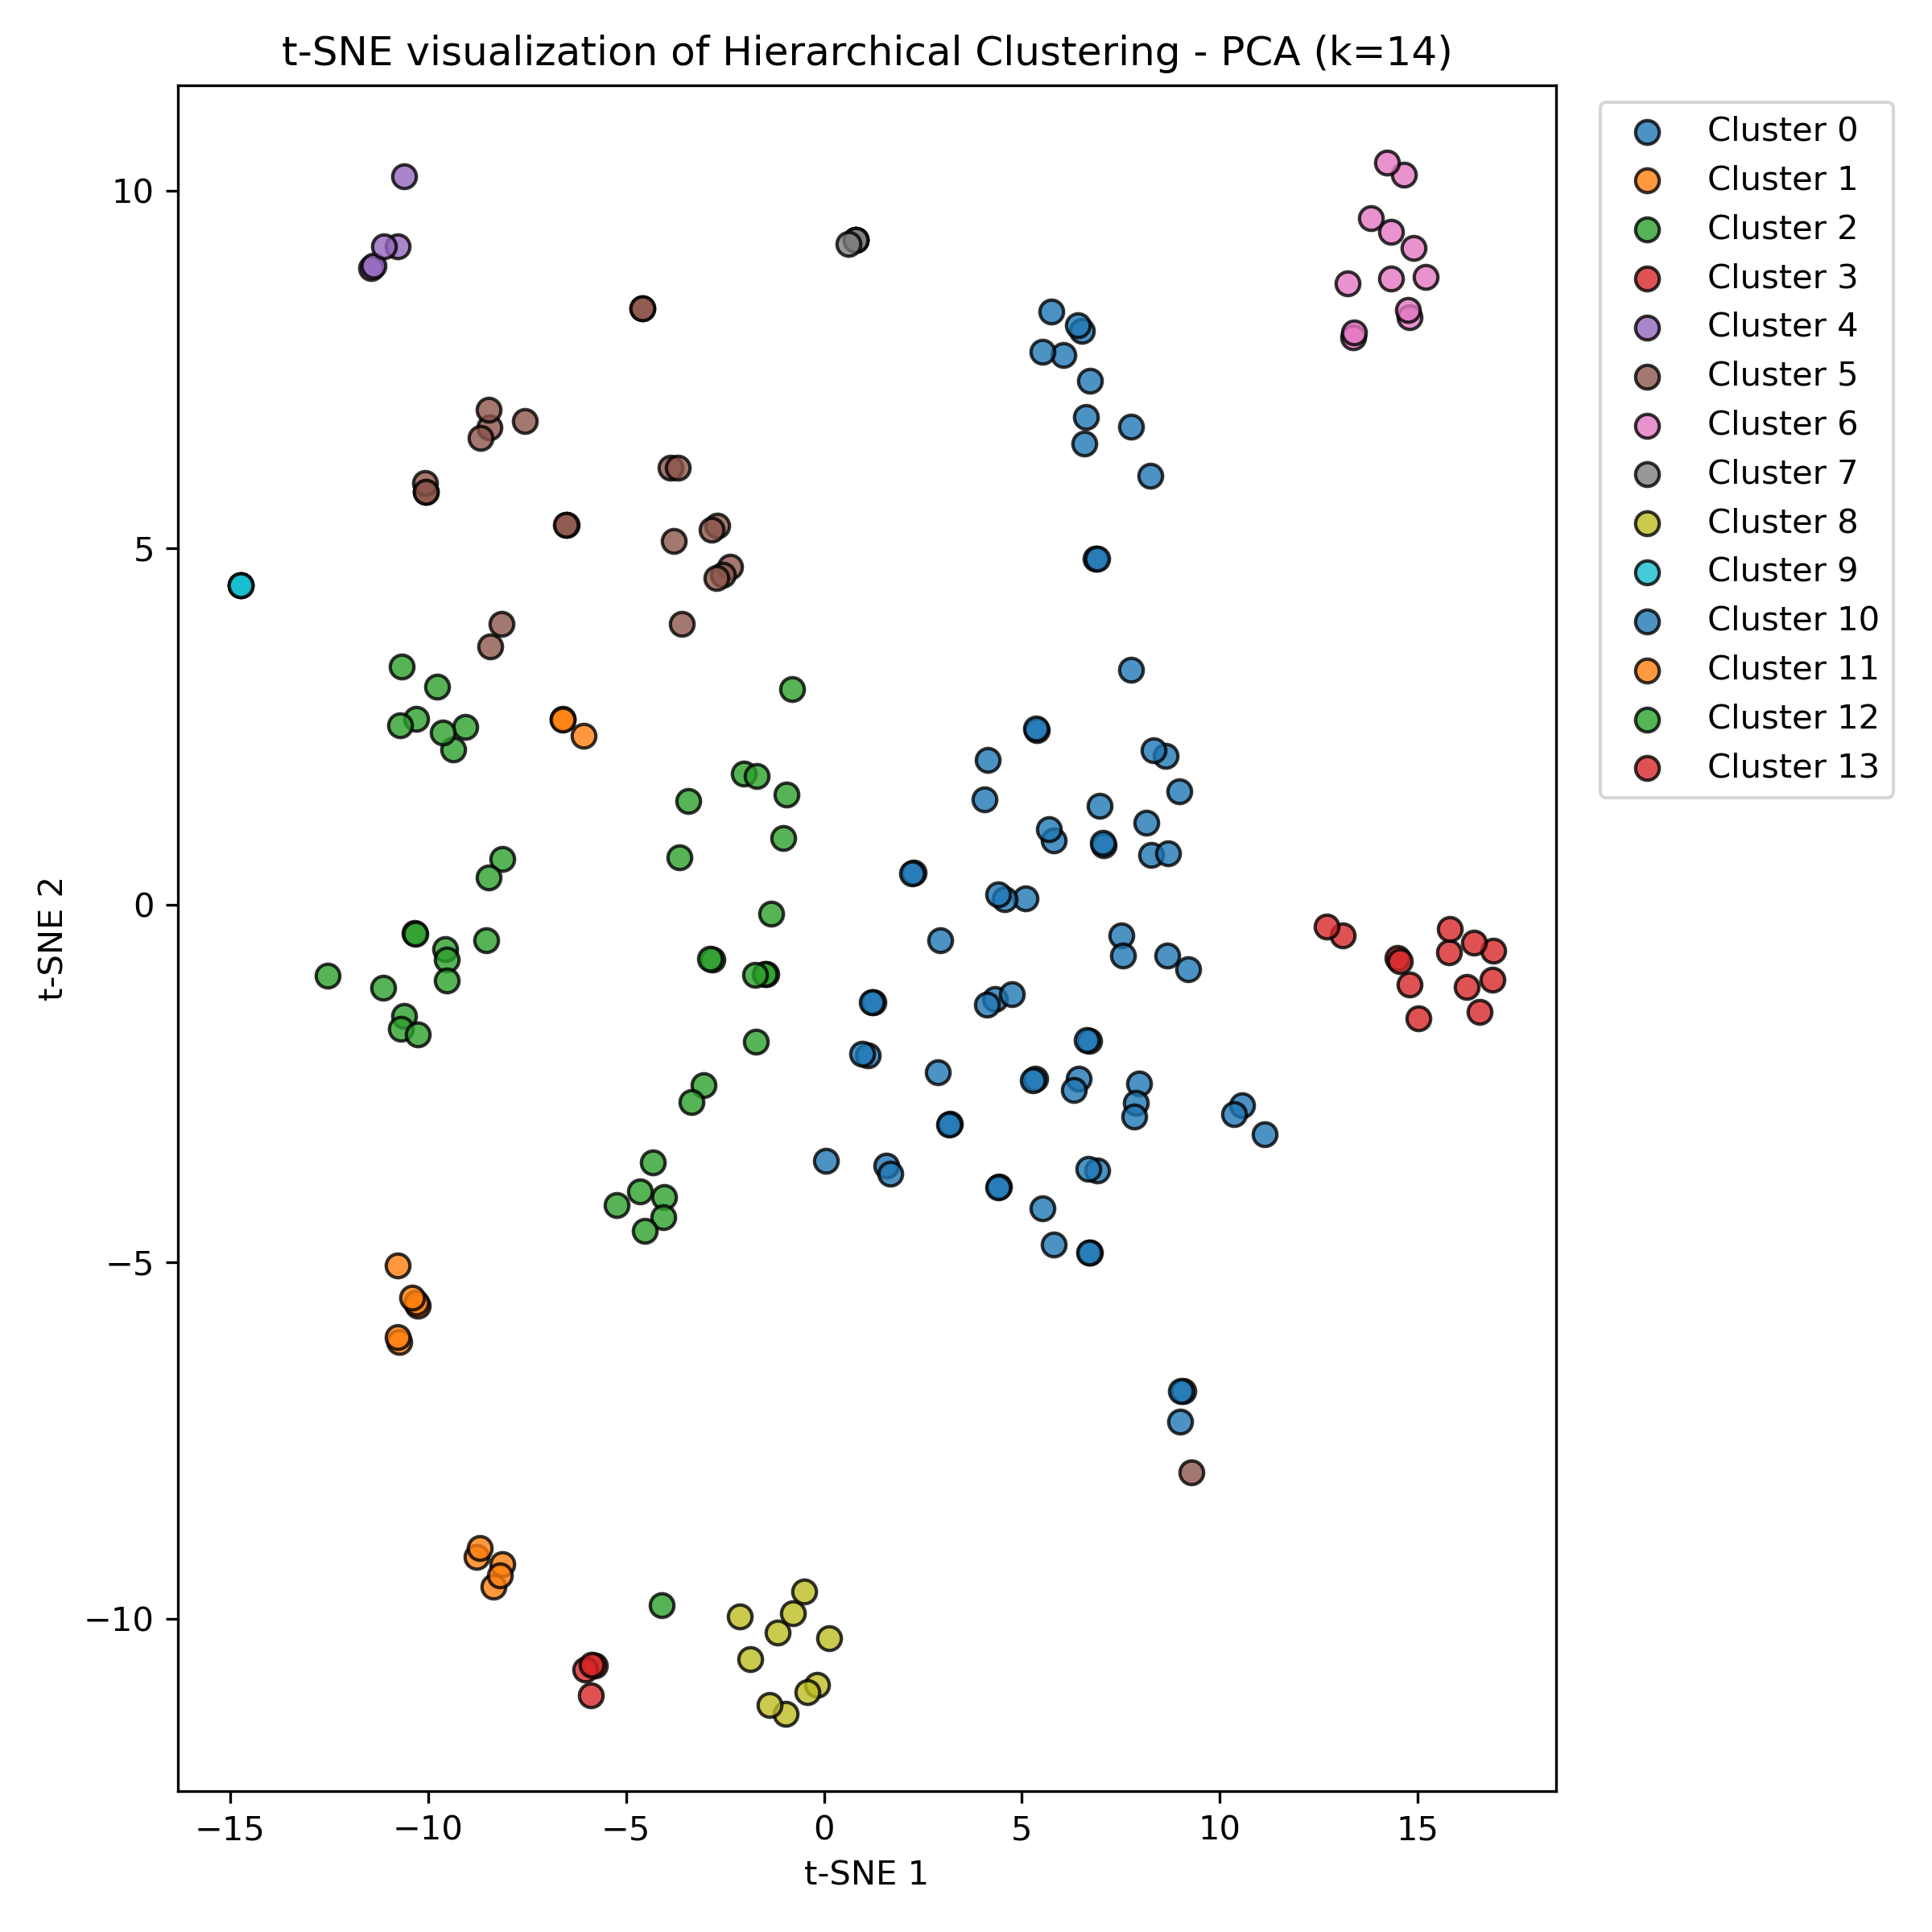 t-SNE visualization of Hierarchical Clustering - PCA (k=14)
10
5
0
−5
−10
t-SNE 2
−15
−10
−5
0
5
10
15
t-SNE 1
Cluster 0
Cluster 1
Cluster 2
Cluster 3
Cluster 4
Cluster 5
Cluster 6
Cluster 7
Cluster 8
Cluster 9
Cluster 10
Cluster 11
Cluster 12
Cluster 13